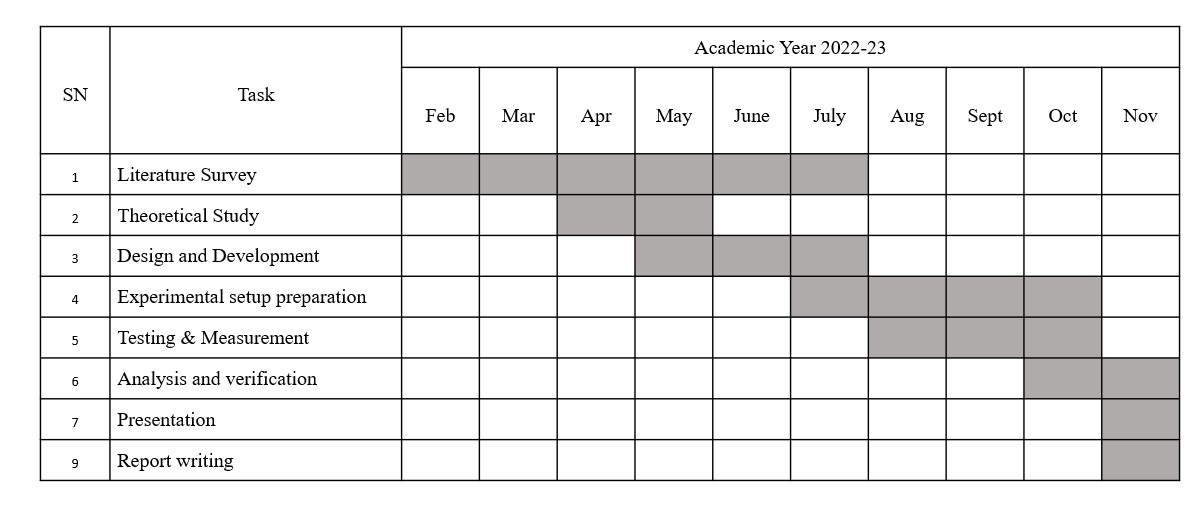 Academic Year 2022-23
SN Task
Feb Mar Apr May June July Aug Sept Oct Nov
1 Literature Survey
2 Theoretical Study
3 Design and Development
4 Experimental setup preparation
5 Testing & Measurement
6 Analysis and verification
7 Presentation
9 Report writing